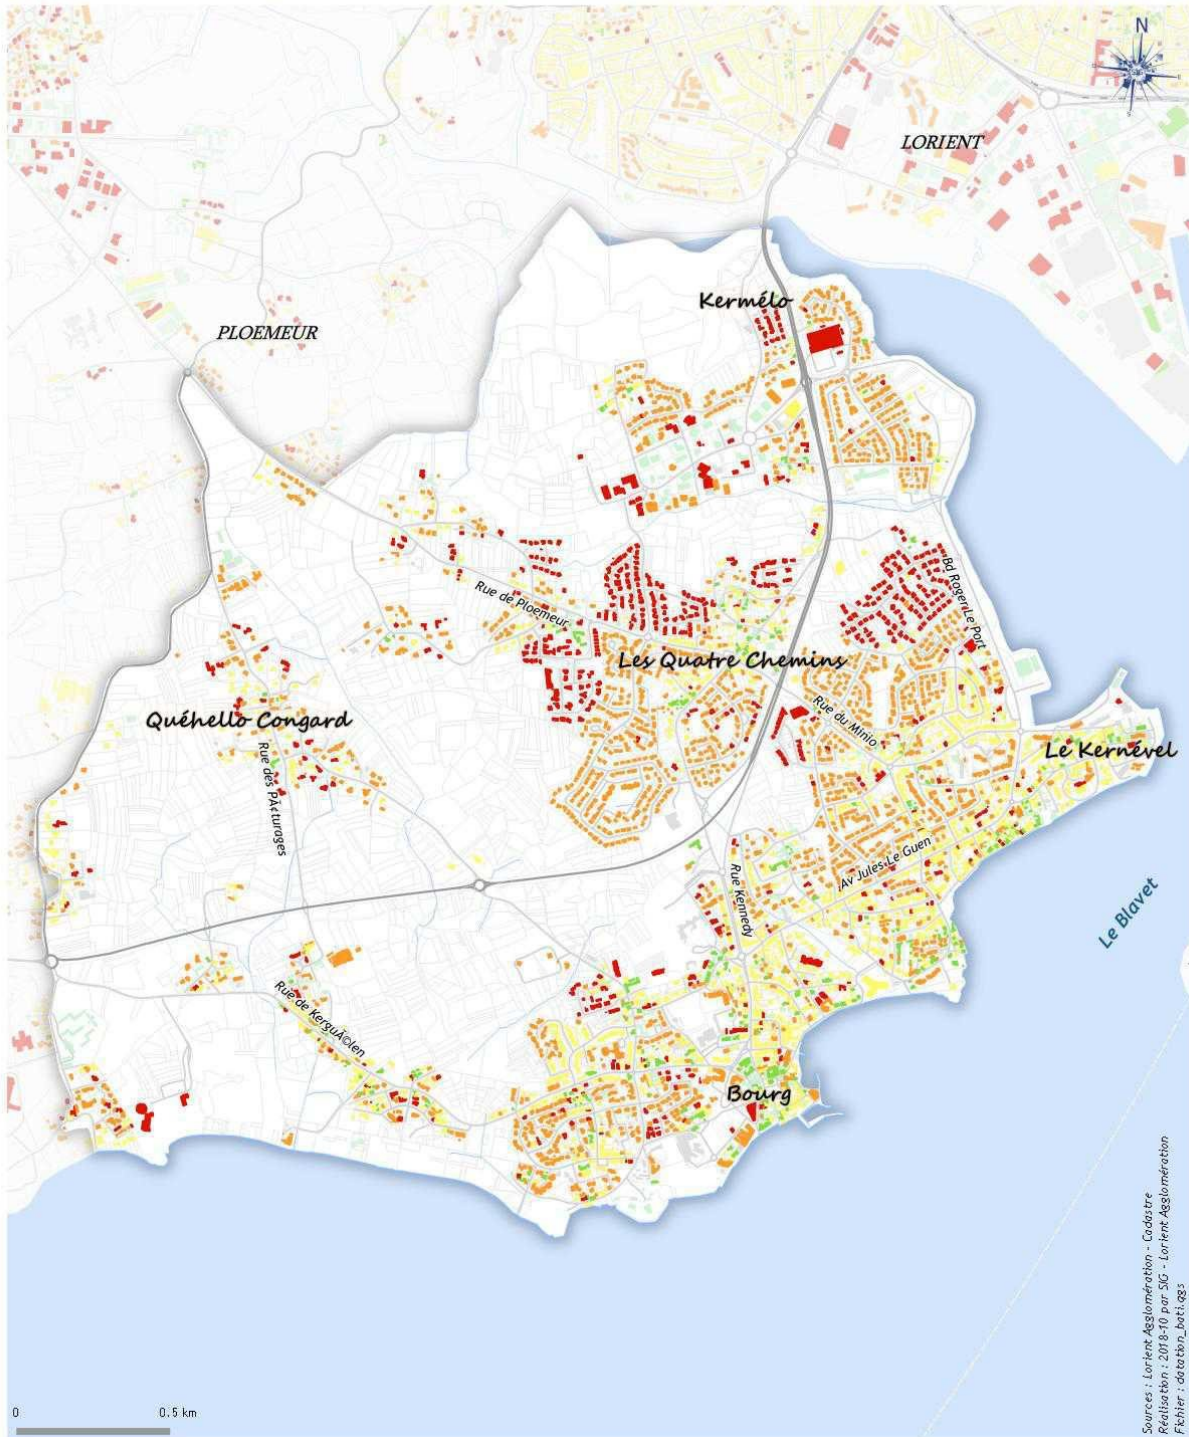 N
LORIENT
Kermélo
PLOEMEUR
Bd Roger Le Port
Rue de Ploemeur
Les Quatre Chemins
Quéhello Congard
Rue du Minio
Le Kernével
Rue des PÃ¢turages
Av Jules Le Guen
Rue Kennedy
Le Blavet
Rue de KerguÃ©len
Bourg
0 0.5 km
Sources : Lorient Agglomération - Cadastre
Réalisation : 2018-10 par SIG - Lorient Agglomération
Fichier : datation_bati.qgs